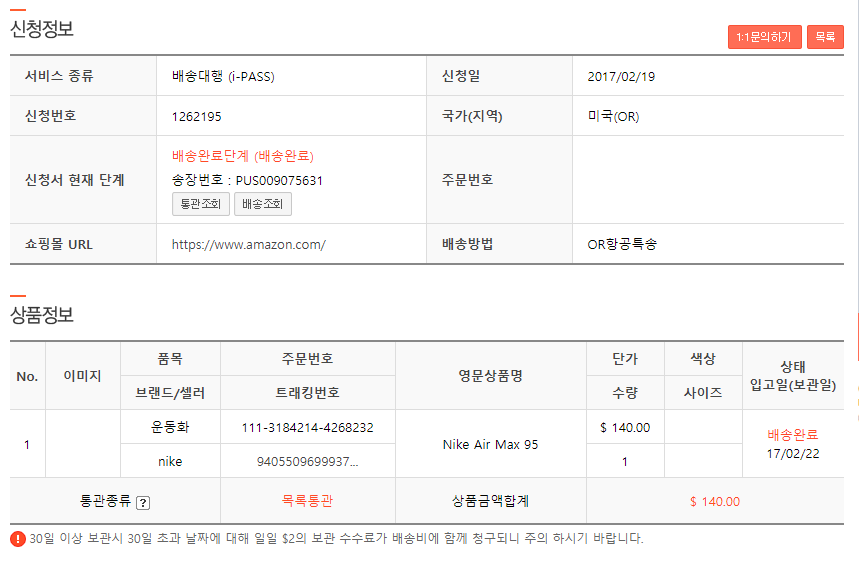 신청정보
1:1문의하기 목록
서비스 종류 배송대행 (i-PASS) 신청일 2017/02/19
신청번호 1262195 국가(지역) 미국(OR)
신청서 현재 단계 배송완료단계 (배송완료) 주문번호
송장번호 : PUS009075631
통관조회 배송조회
쇼핑몰 URL https://www.amazon.com/ 배송방법 OR항공특송
상품정보
No. 이미지 품목 주문번호 영문상품명 단가 색상 상태
입고일(보관일)
브랜드/셀러 트래킹번호 수량 사이즈
1 운동화 111-3184214-4268232 Nike Air Max 95 $ 140.00 배송완료
17/02/22
nike 9405509699937... 1
통관종류 ? 목록통관 상품금액합계 $ 140.00
! 30일 이상 보관시 30일 초과 날짜에 대해 일일 $2의 보관 수수료가 배송비에 함께 청구되니 주의 하시기 바랍니다.